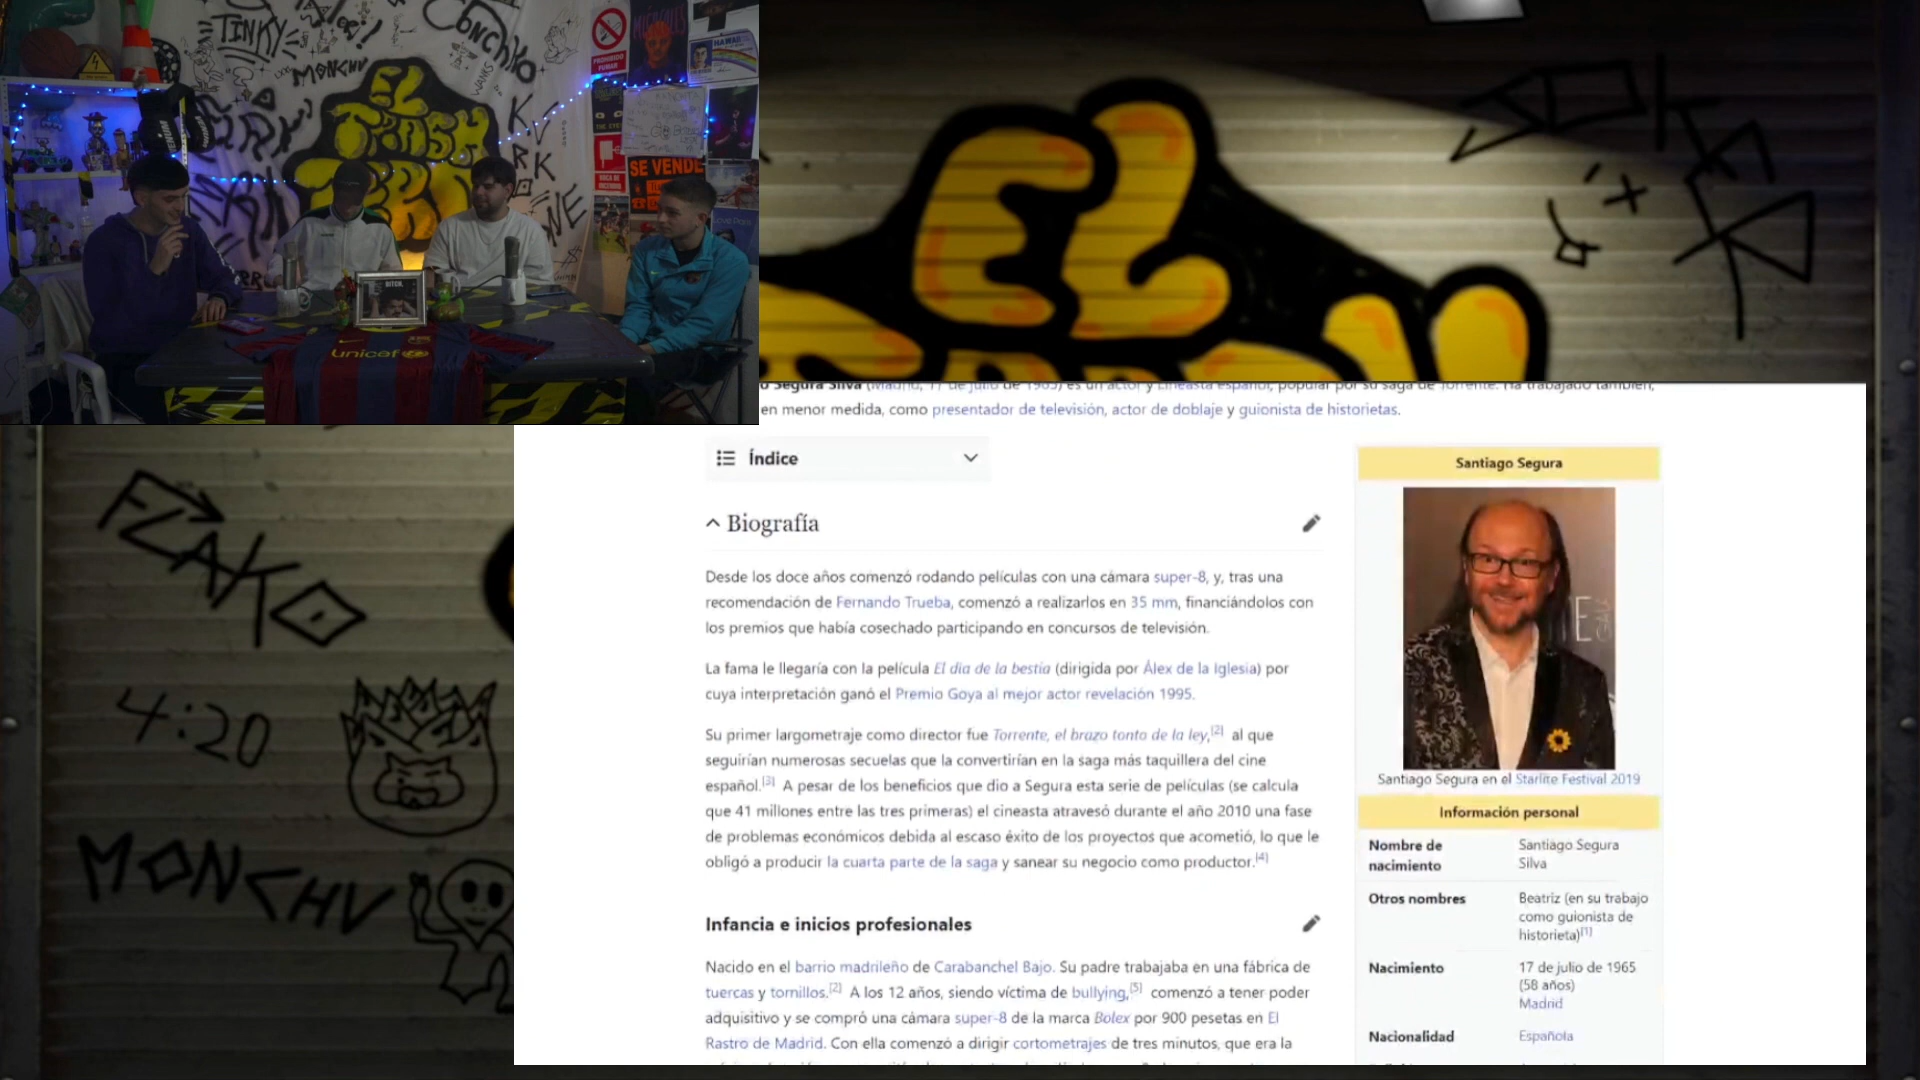 TINKY
MONCHU
CONCHKO
PROHIBIDO
FUMAR
MIÉRCOLES
HAWAII
EL
TRASH
ZERO
SE VENDE
BITCH,
unicef
EL
FLAKO
4:20
MONCHU
o Segura Silva (Madrid, 17 de julio de 1965) es un actor y cineasta español, popular por su saga de Torrente. Ha trabajado también,
en menor medida, como presentador de televisión, actor de doblaje y guionista de historietas.
Índice
Biografía
Desde los doce años comenzó rodando películas con una cámara super-8, y, tras una
recomendación de Fernando Trueba, comenzó a realizarlos en 35 mm, financiándolos con
los premios que había cosechado participando en concursos de televisión.
La fama le llegaría con la película El día de la bestia (dirigida por Álex de la Iglesia) por
cuya interpretación ganó el Premio Goya al mejor actor revelación 1995.
Su primer largometraje como director fue Torrente, el brazo tonto de la ley,[2] al que
seguirían numerosas secuelas que la convertirían en la saga más taquillera del cine
español.[3] A pesar de los beneficios que dio a Segura esta serie de películas (se calcula
que 41 millones entre las tres primeras) el cineasta atravesó durante el año 2010 una fase
de problemas económicos debida al escaso éxito de los proyectos que acometió, lo que le
obligó a producir la cuarta parte de la saga y sanear su negocio como productor.[4]
Infancia e inicios profesionales
Nacido en el barrio madrileño de Carabanchel Bajo. Su padre trabajaba en una fábrica de
tuercas y tornillos.[2] A los 12 años, siendo víctima de bullying,[5] comenzó a tener poder
adquisitivo y se compró una cámara super-8 de la marca Bolex por 900 pesetas en El
Rastro de Madrid. Con ella comenzó a dirigir cortometrajes de tres minutos, que era la
Santiago Segura
Santiago Segura en el Starlite Festival 2019
Información personal
Nombre de nacimiento
Santiago Segura
Silva
Otros nombres
Beatriz (en su trabajo
como guionista de
historieta)[1]
Nacimiento
17 de julio de 1965
(58 años)
Madrid
Nacionalidad
Española